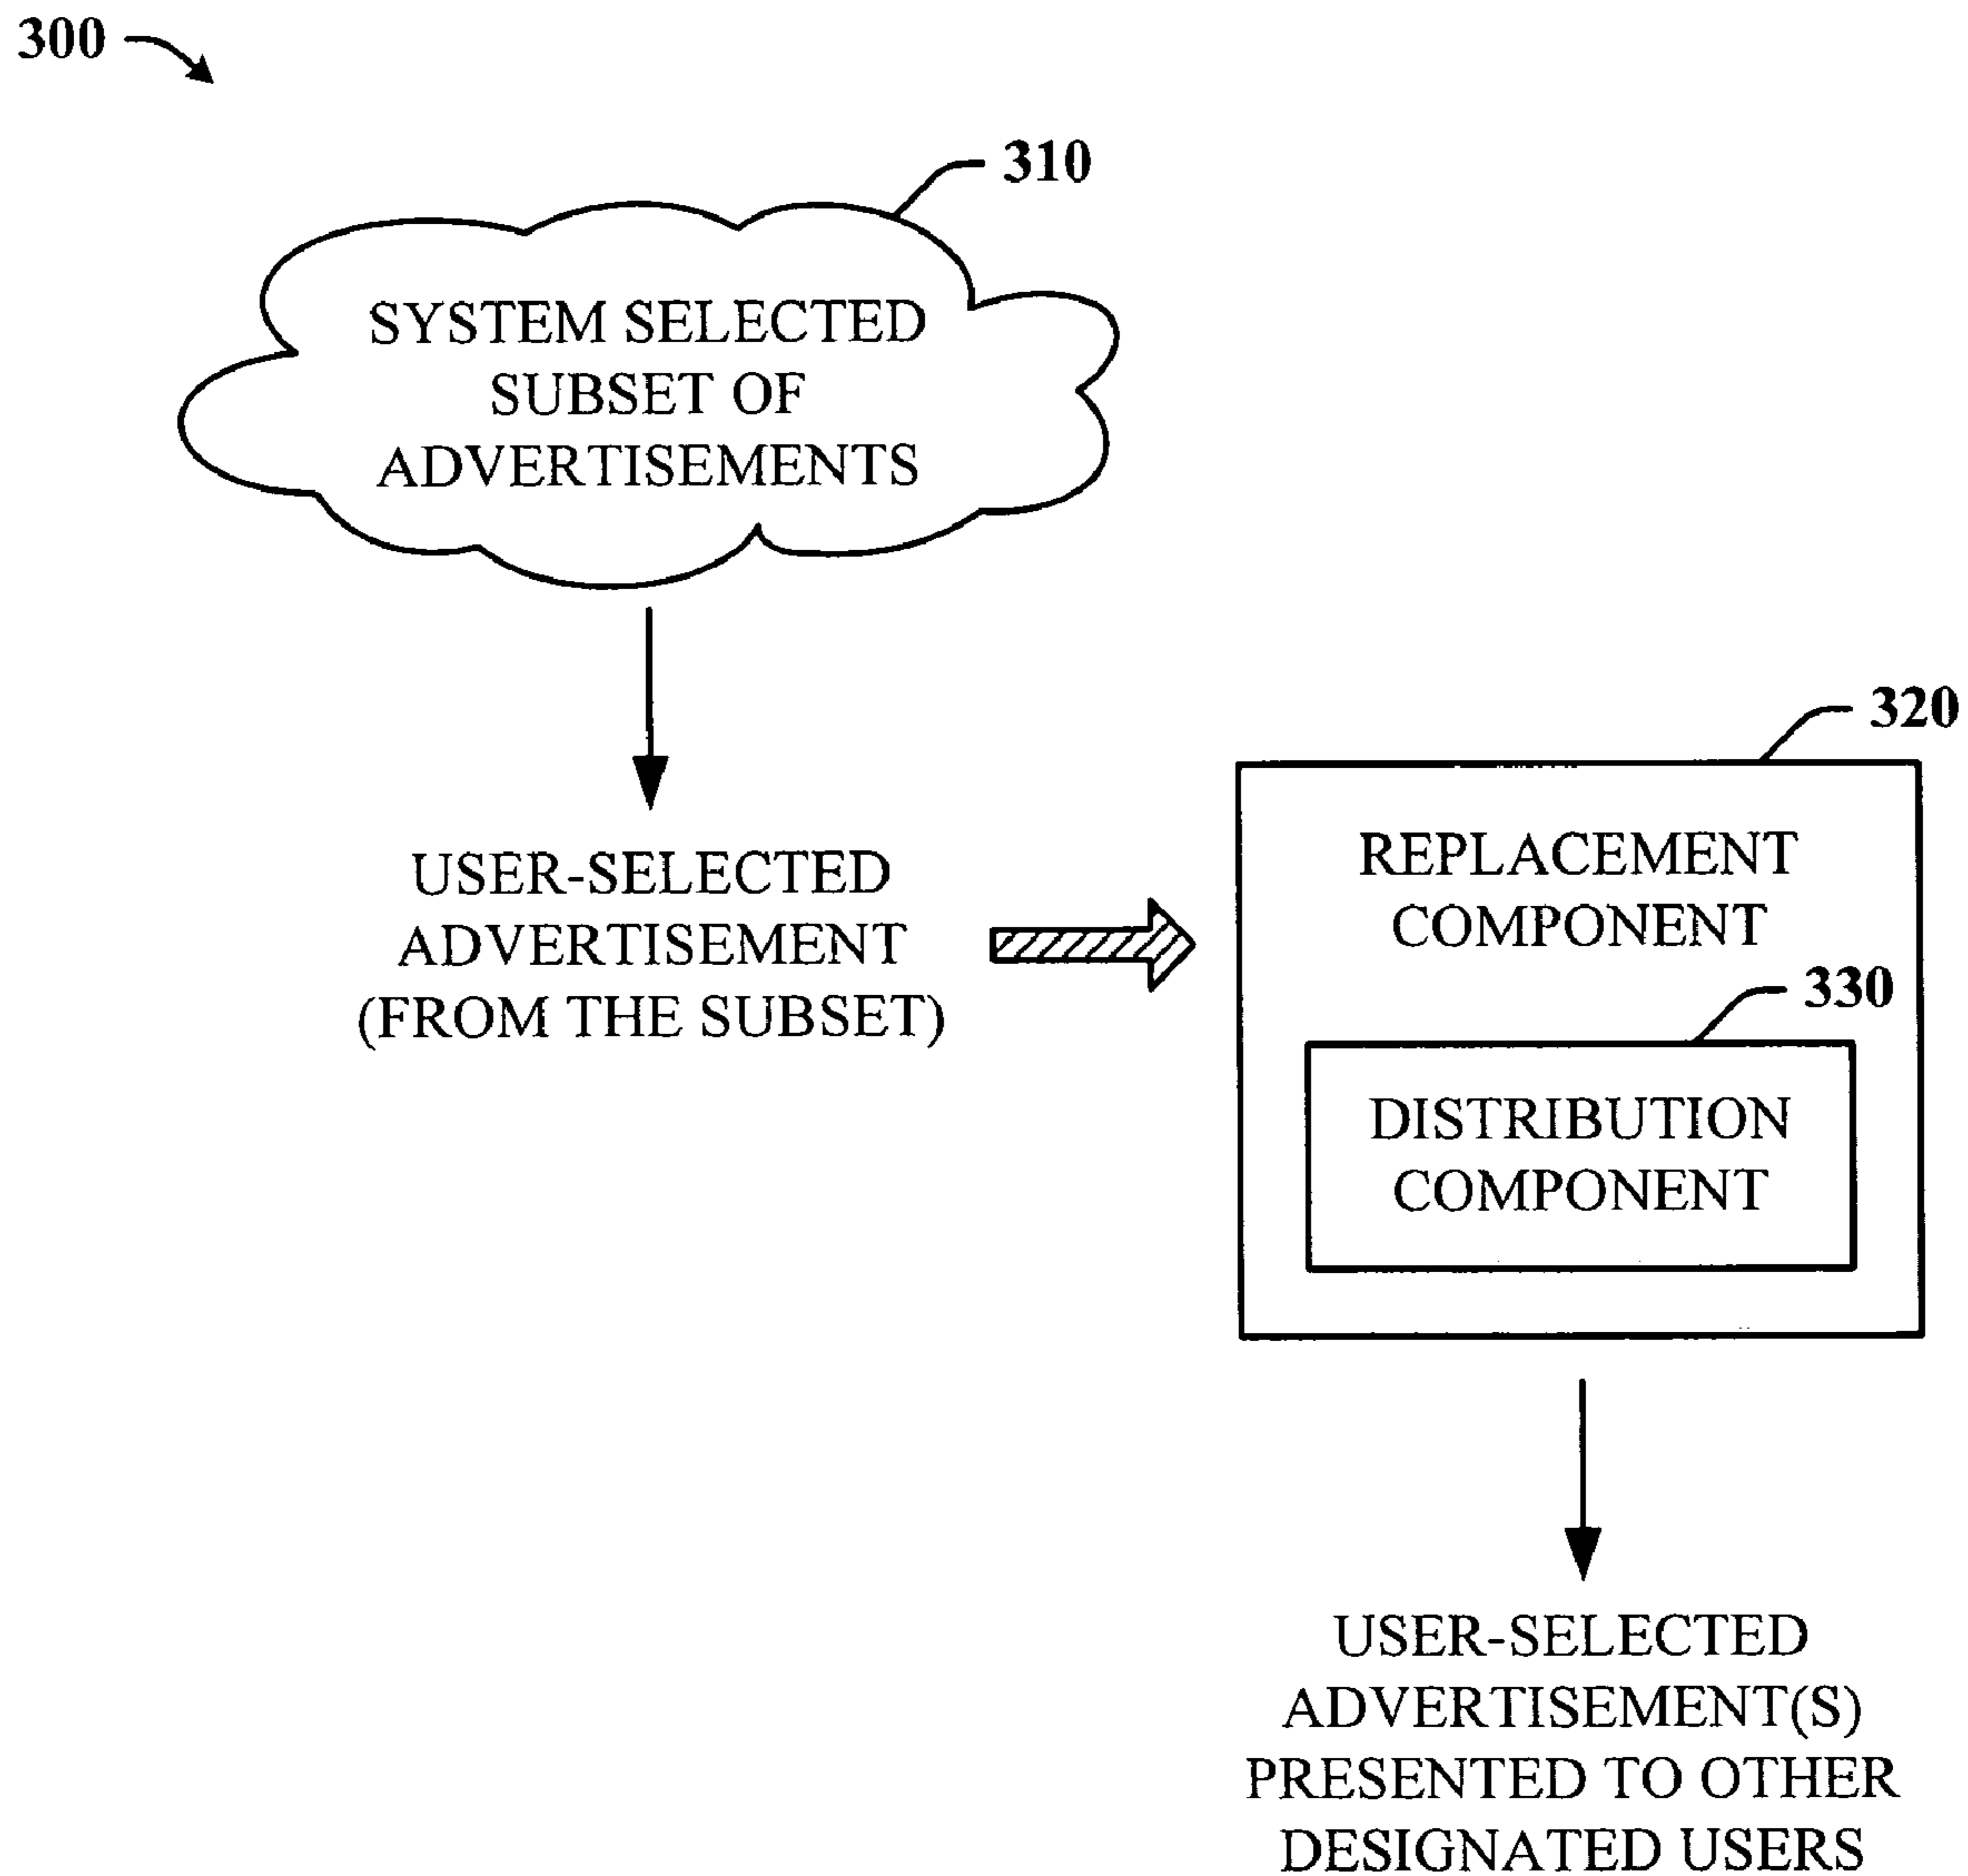 300
310
SYSTEM SELECTED
SUBSET OF
ADVERTISEMENTS
USER-SELECTED
ADVERTISEMENT
(FROM THE SUBSET)
320
REPLACEMENT
COMPONENT
330
DISTRIBUTION
COMPONENT
USER-SELECTED
ADVERTISEMENT(S)
PRESENTED TO OTHER
DESIGNATED USERS